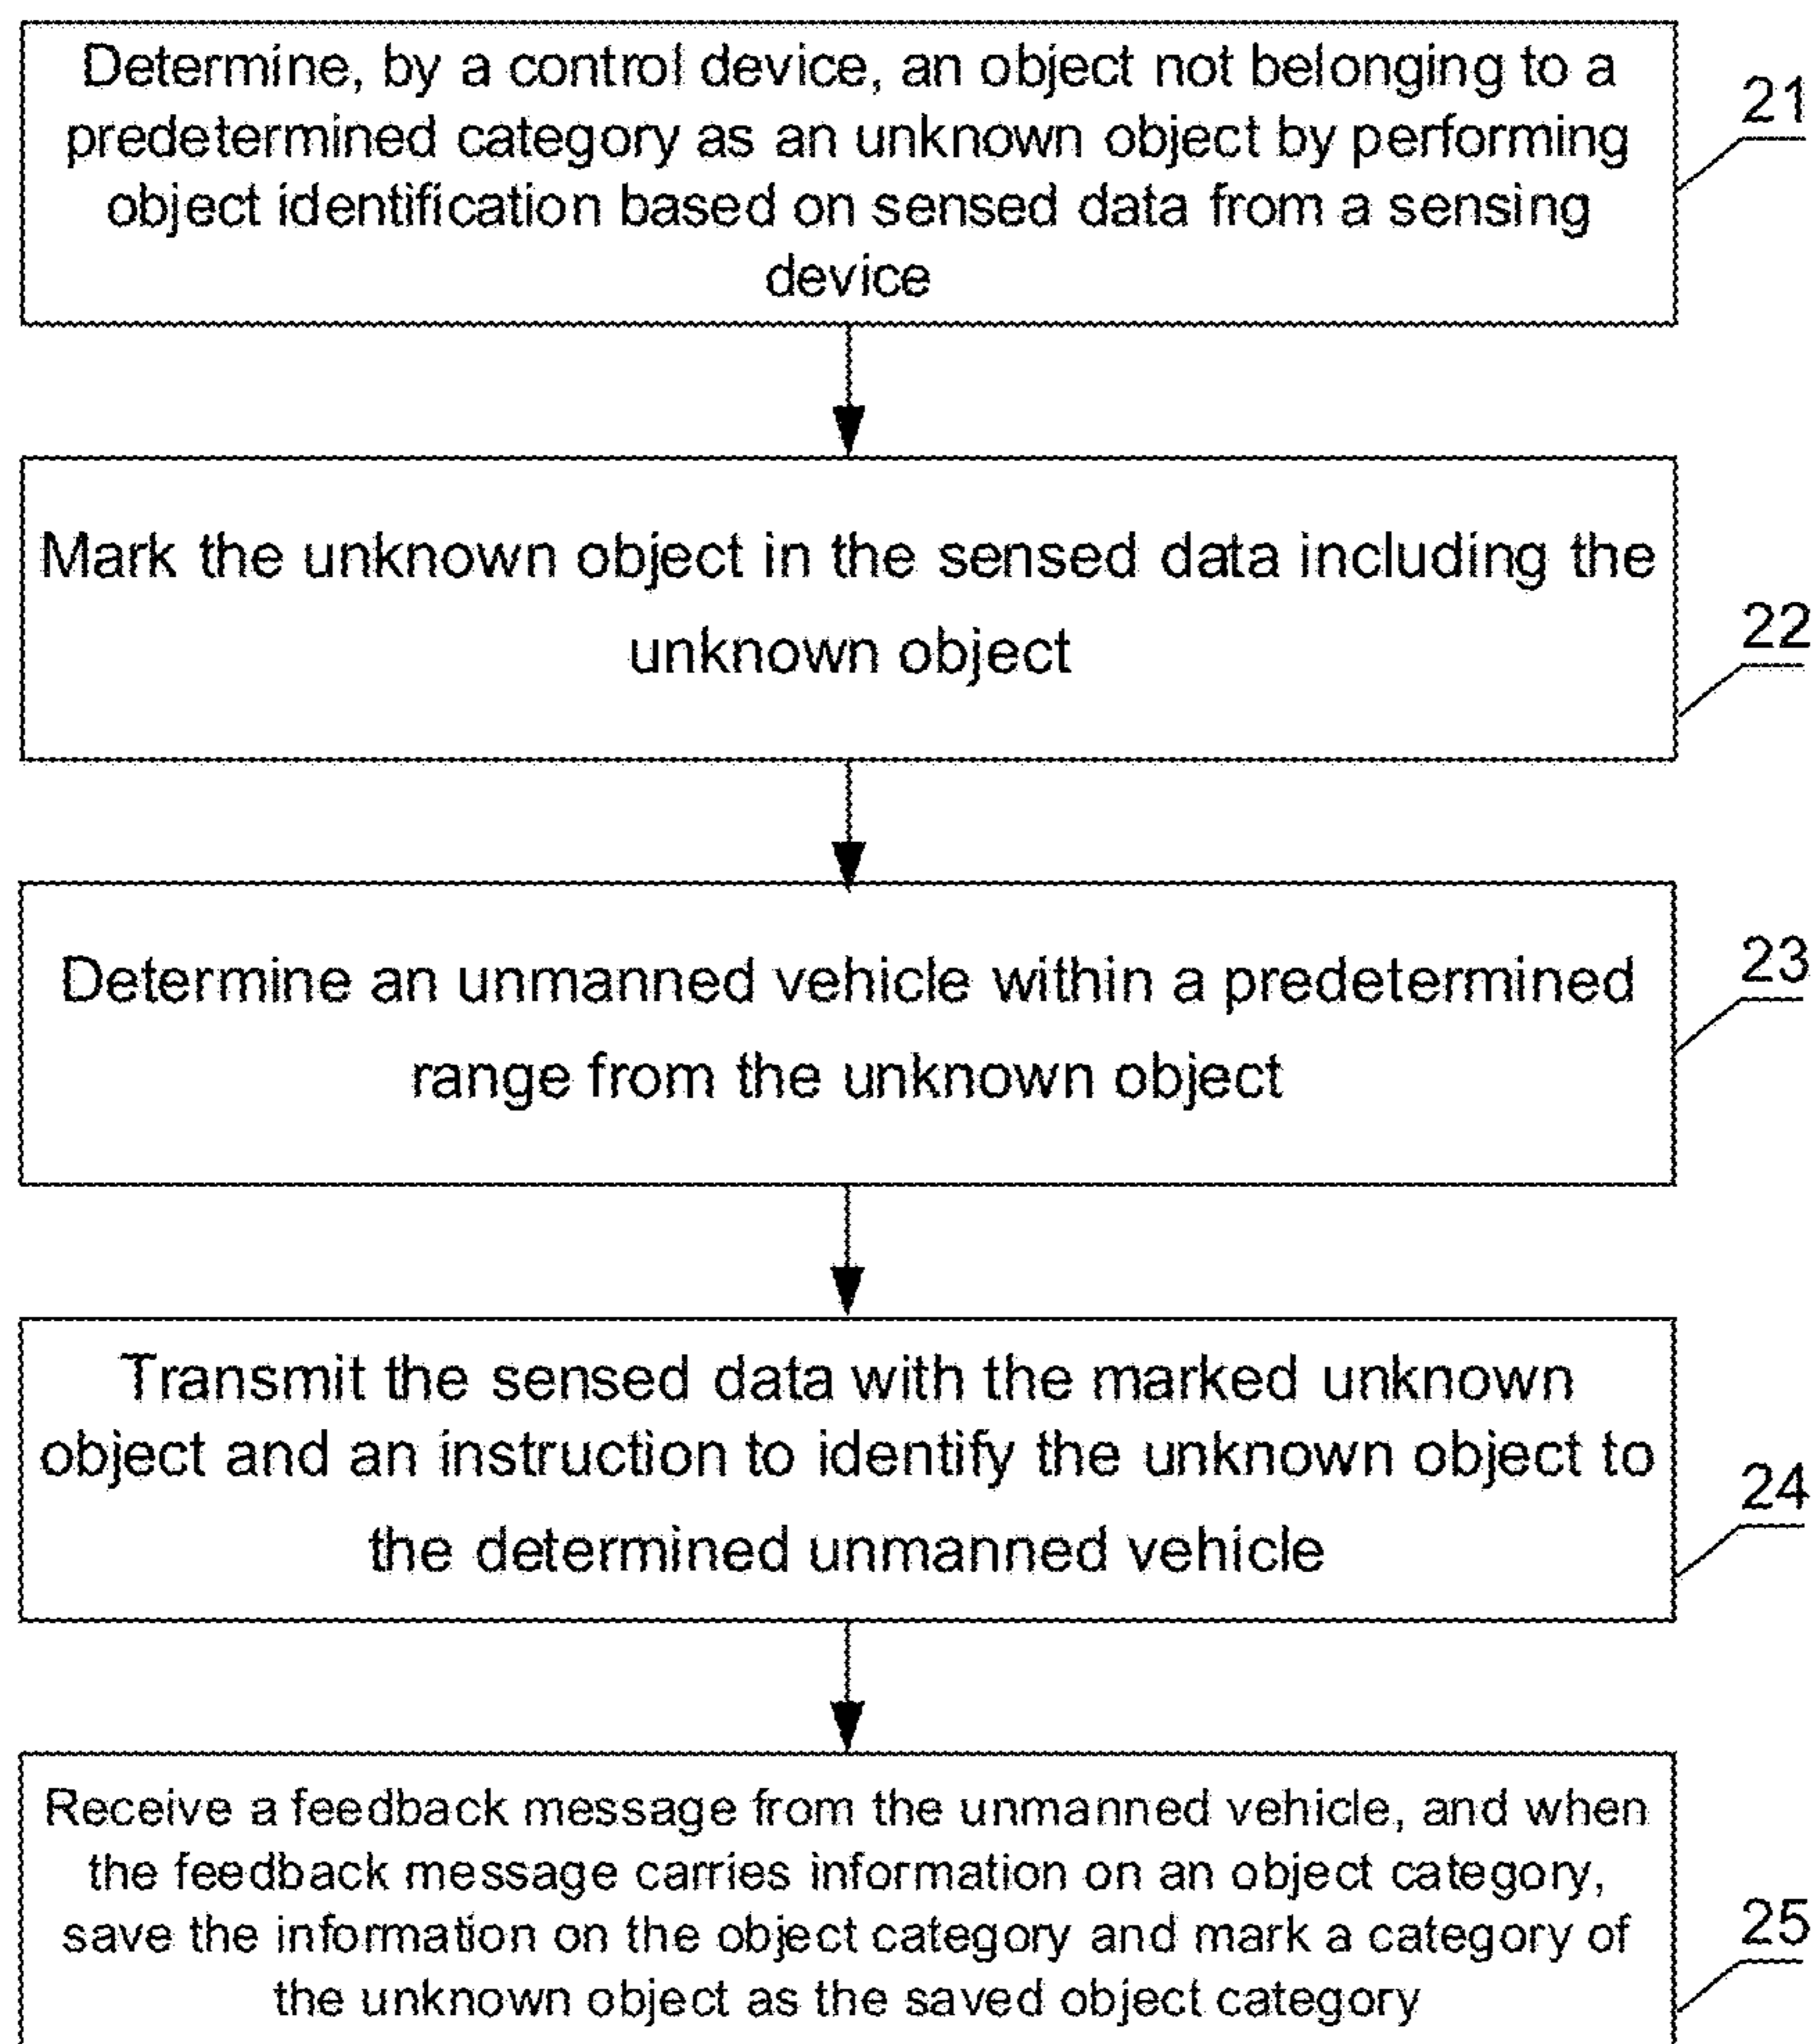 Determine, by a control device, an object not belonging to a
predetermined category as an unknown object by performing
object identification based on sensed data from a sensing
device
21
Mark the unknown object in the sensed data including the
unknown object
22
Determine an unmanned vehicle within a predetermined
range from the unknown object
23
Transmit the sensed data with the marked unknown
object and an instruction to identify the unknown object to
the determined unmanned vehicle
24
Receive a feedback message from the unmanned vehicle, and when
the feedback message carries information on an object category,
save the information on the object category and mark a category of
the unknown object as the saved object category
25